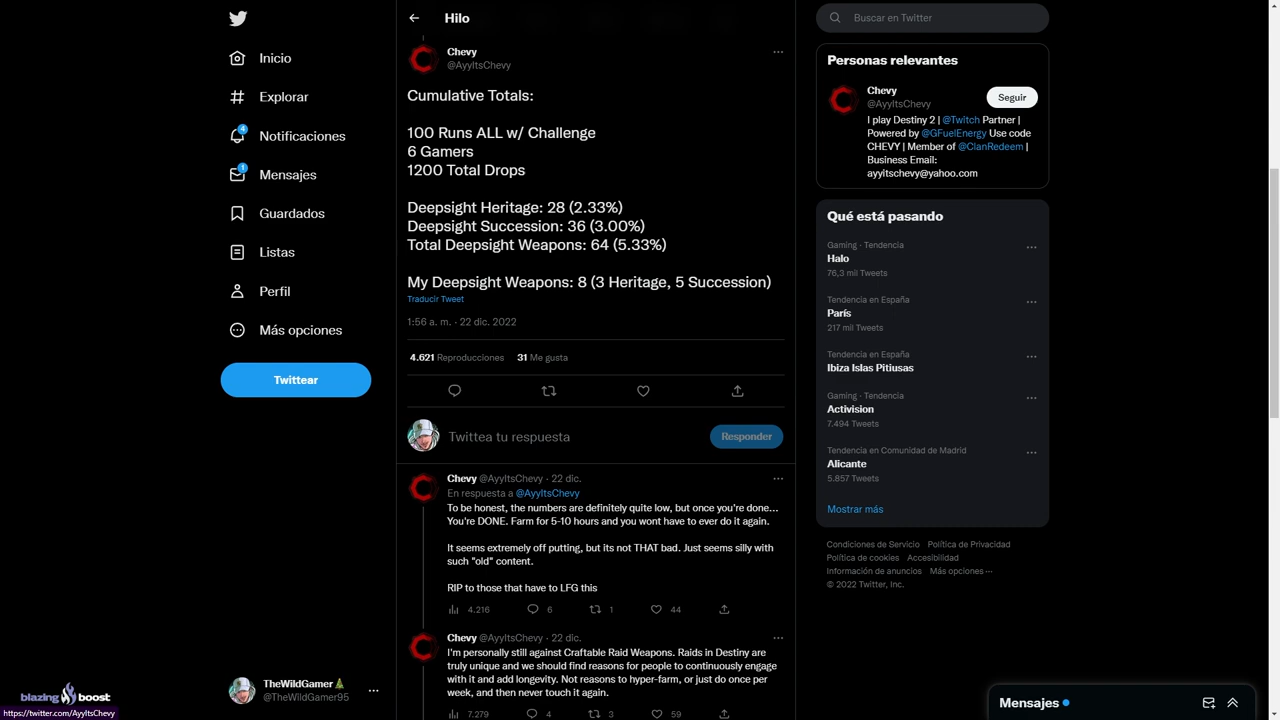 Inicio
Explorar
4
Notificaciones
1
Mensajes
Guardados
Listas
Perfil
Más opciones
Twittear
TheWildGamer🎄
@TheWildGamer95
blazing boost
https://twitter.com/AyyItsChevy
Hilo
Chevy
@AyyItsChevy
Cumulative Totals:
100 Runs ALL w/ Challenge
6 Gamers
1200 Total Drops
Deepsight Heritage: 28 (2.33%)
Deepsight Succession: 36 (3.00%)
Total Deepsight Weapons: 64 (5.33%)
My Deepsight Weapons: 8 (3 Heritage, 5 Succession)
Traducir Tweet
1:56 a. m. · 22 dic. 2022
4.621 Reproducciones 31 Me gusta
Twittea tu respuesta
Responder
Chevy @AyyItsChevy · 22 dic.
En respuesta a @AyyItsChevy
To be honest, the numbers are definitely quite low, but once you're done...
You're DONE. Farm for 5-10 hours and you wont have to ever do it again.
It seems extremely off putting, but its not THAT bad. Just seems silly with
such "old" content.
RIP to those that have to LFG this
4.216 6 1 44
Chevy @AyyItsChevy · 22 dic.
I'm personally still against Craftable Raid Weapons. Raids in Destiny are
truly unique and we should find reasons for people to continuously engage
with it and add longevity. Not reasons to hyper-farm, or just do once per
week, and then never touch it again.
7.279 4 3 59
Buscar en Twitter
Personas relevantes
Chevy
@AyyItsChevy
Seguir
I play Destiny 2 | @Twitch Partner |
Powered by @GFuelEnergy Use code
CHEVY | Member of @ClanRedeem |
Business Email:
ayyitschevy@yahoo.com
Qué está pasando
Gaming · Tendencia
Halo
76,3 mil Tweets
Tendencia en España
París
217 mil Tweets
Tendencia en España
Ibiza Islas Pitiusas
Gaming · Tendencia
Activision
7.494 Tweets
Tendencia en Comunidad de Madrid
Alicante
5.857 Tweets
Mostrar más
Condiciones de Servicio Política de Privacidad
Política de cookies Accesibilidad
Información de anuncios Más opciones ···
© 2022 Twitter, Inc.
Mensajes